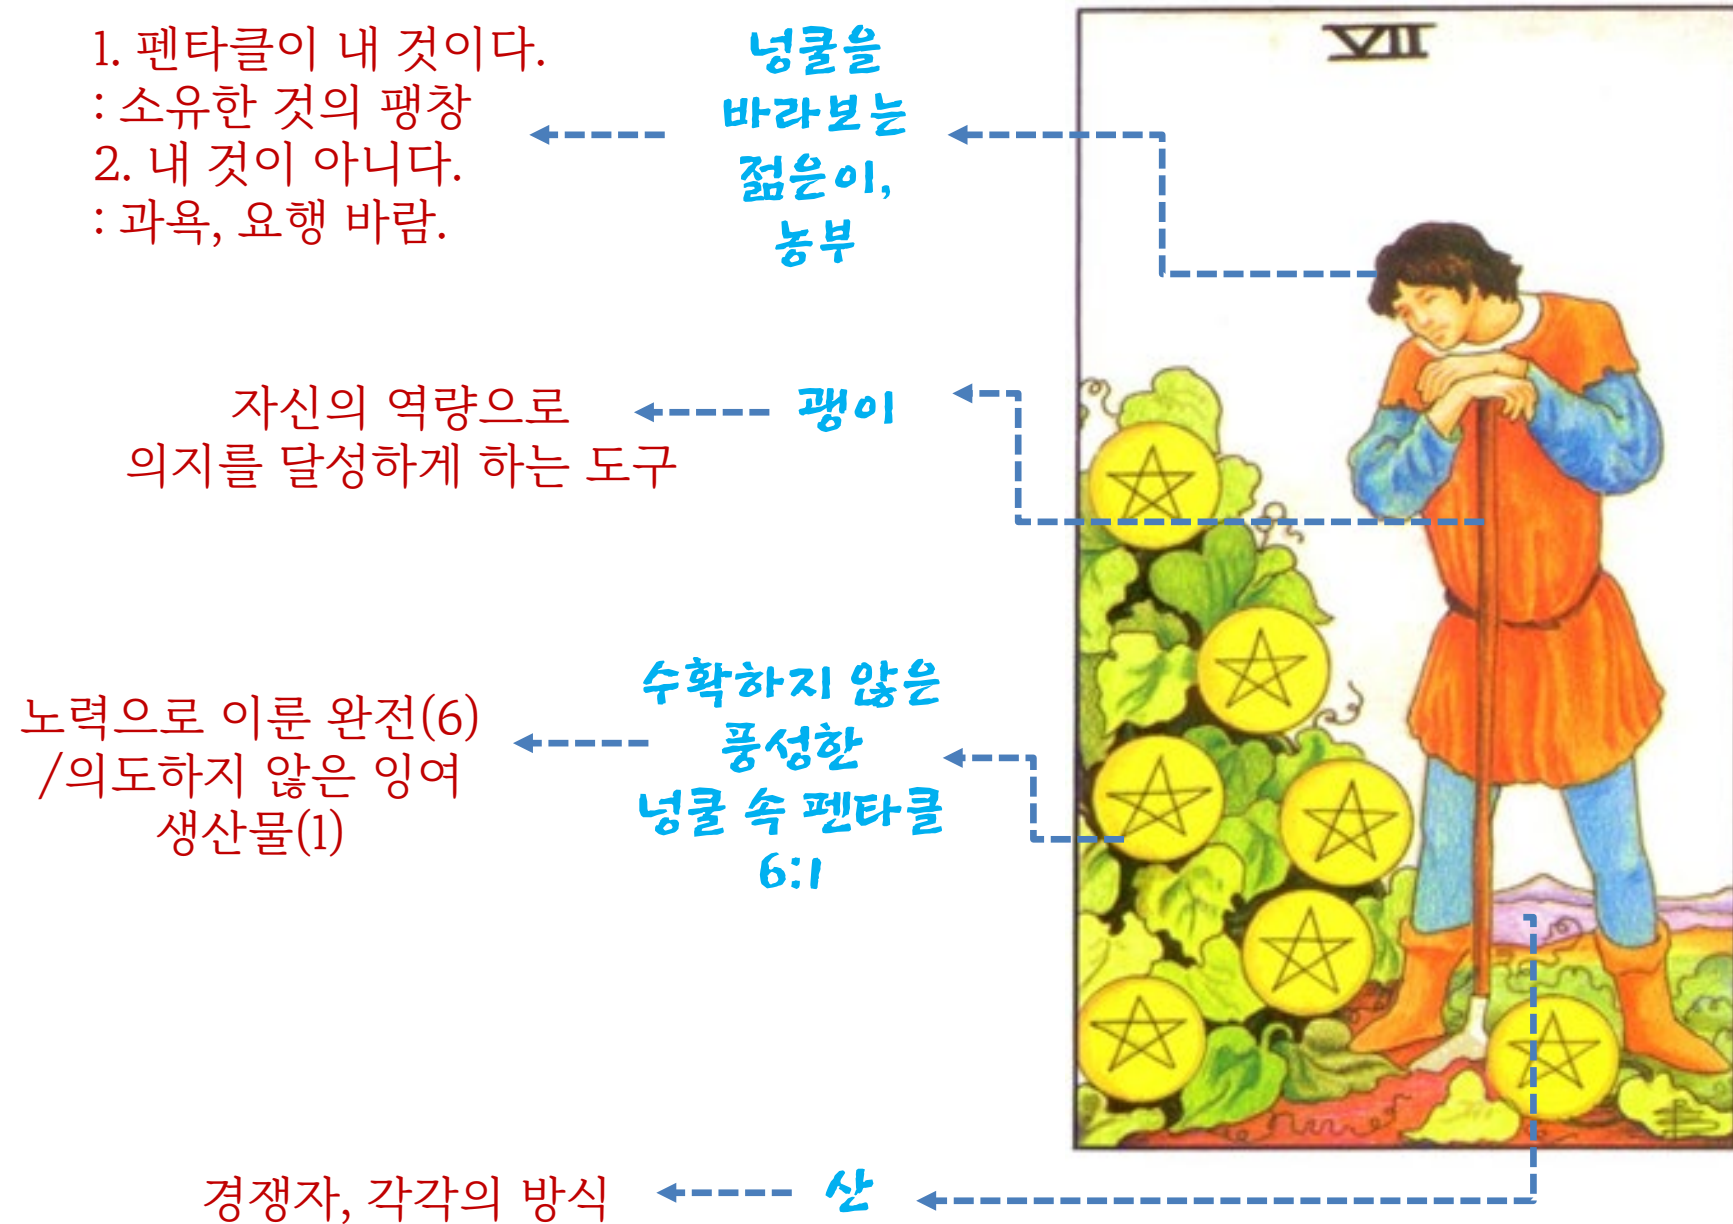 1. 펜타클이 내 것이다.
: 소유한 것의 팽창
2. 내 것이 아니다.
: 과욕, 요행 바람.
넝쿨을
바라보는
젊은이,
농부
VII
자신의 역량으로
의지를 달성하게 하는 도구
괭이
노력으로 이룬 완전(6)
/의도하지 않은 잉여
생산물(1)
수확하지 않은
풍성한
넝쿨 속 펜타클
6:1
경쟁자, 각각의 방식
산